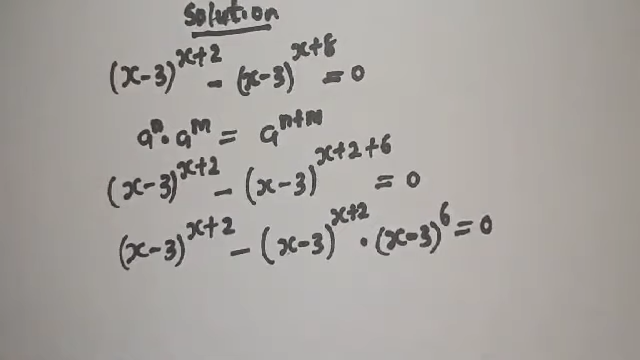 Solution
(x-3)^{x+2} - (x-3)^{x+8} = 0
a^n · a^m = a^{n+m}
(x-3)^{x+2} - (x-3)^{x+2+6} = 0
(x-3)^{x+2} - (x-3)^{x+2} · (x-3)^6 = 0